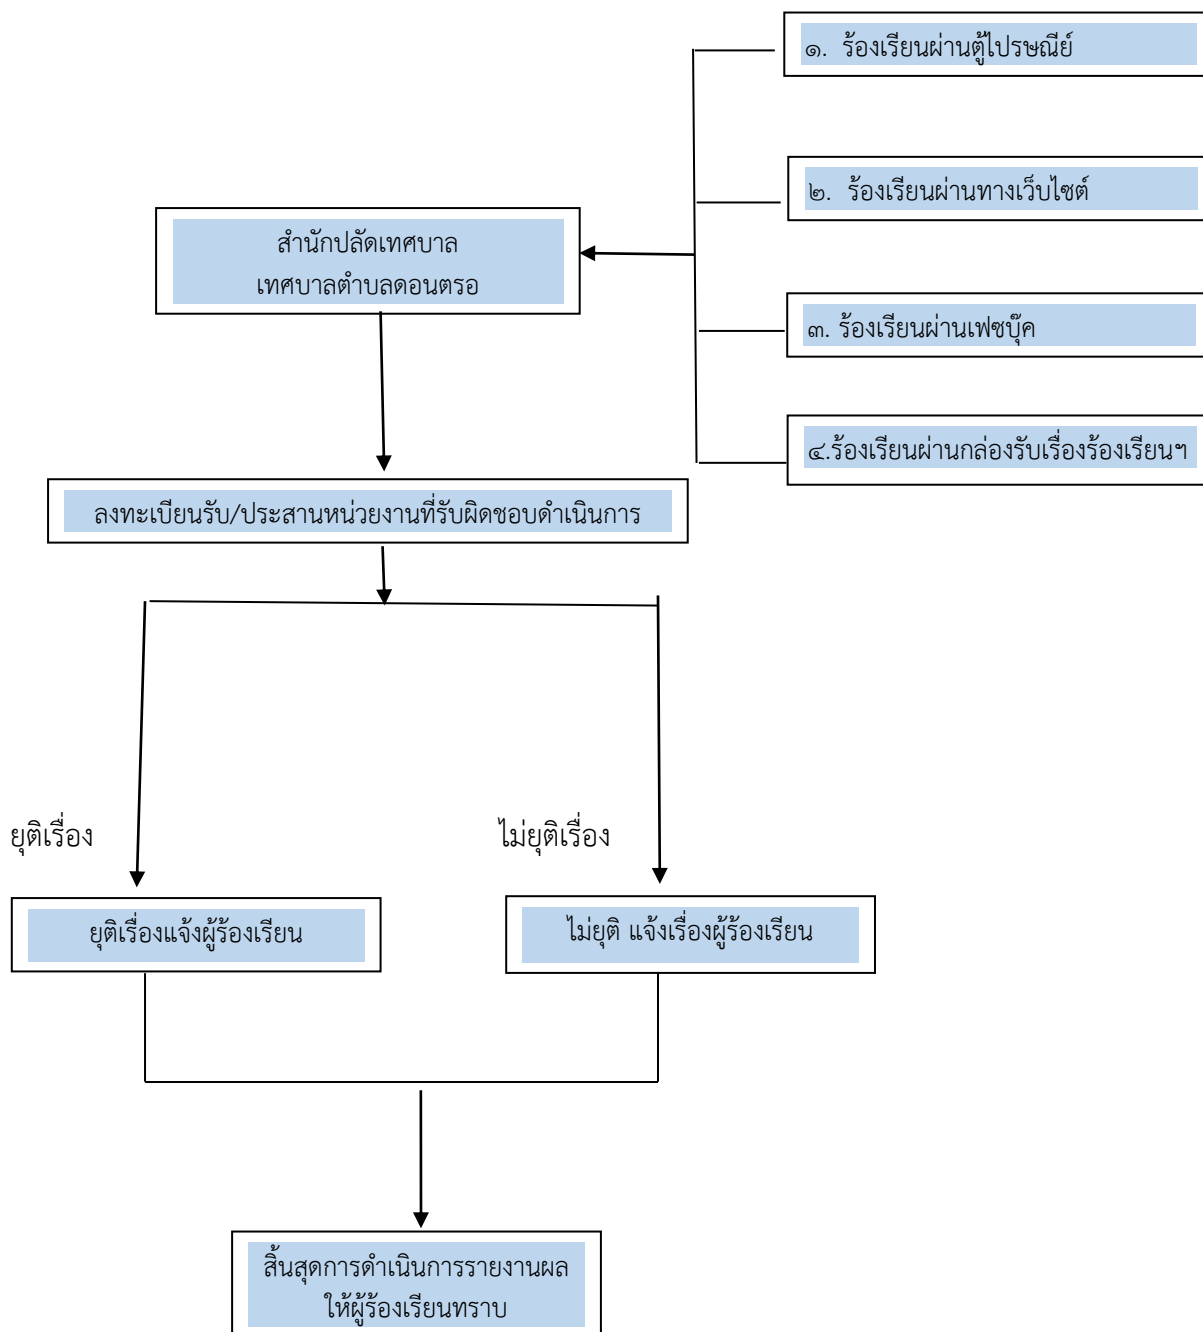 ๑.  ร้องเรียนผ่านตู้ไปรษณีย์
๒.  ร้องเรียนผ่านทางเว็บไซต์
สำนักปลัดเทศบาล
เทศบาลตำบลดอนตรอ
๓. ร้องเรียนผ่านเฟซบุ๊ค
๔.ร้องเรียนผ่านกล่องรับเรื่องร้องเรียนฯ
ลงทะเบียนรับ/ประสานหน่วยงานที่รับผิดชอบดำเนินการ
ยุติเรื่อง
ไม่ยุติเรื่อง
ยุติเรื่องแจ้งผู้ร้องเรียน
ไม่ยุติ แจ้งเรื่องผู้ร้องเรียน
สิ้นสุดการดำเนินการรายงานผล
ให้ผู้ร้องเรียนทราบ